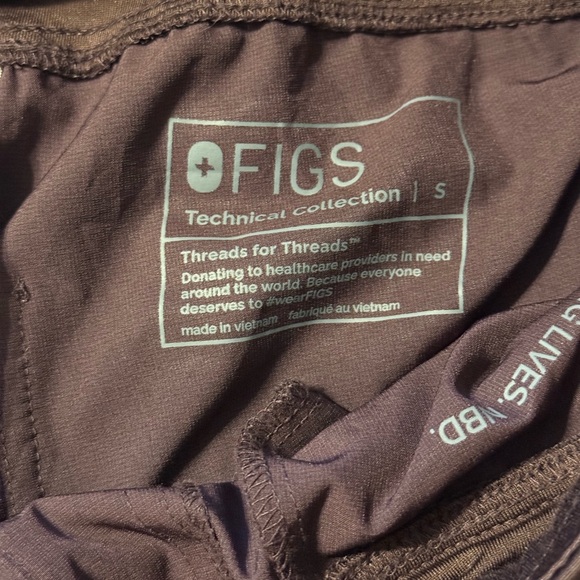 FIGS
Technical Collection | S
Threads for Threads™
Donating to healthcare providers in need
around the world. Because everyone
deserves to #wearFIGS
made in vietnam fabriqué au vietnam
G LIVES. NBD.